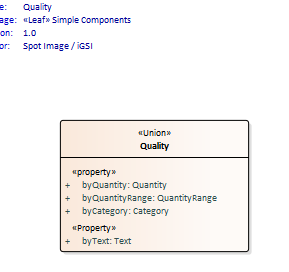 e: Quality
age: «Leaf» Simple Components
on: 1.0
or: Spot Image / iGSI
«Union»
Quality
«property»
+ byQuantity: Quantity
+ byQuantityRange: QuantityRange
+ byCategory: Category
«Property»
+ byText: Text